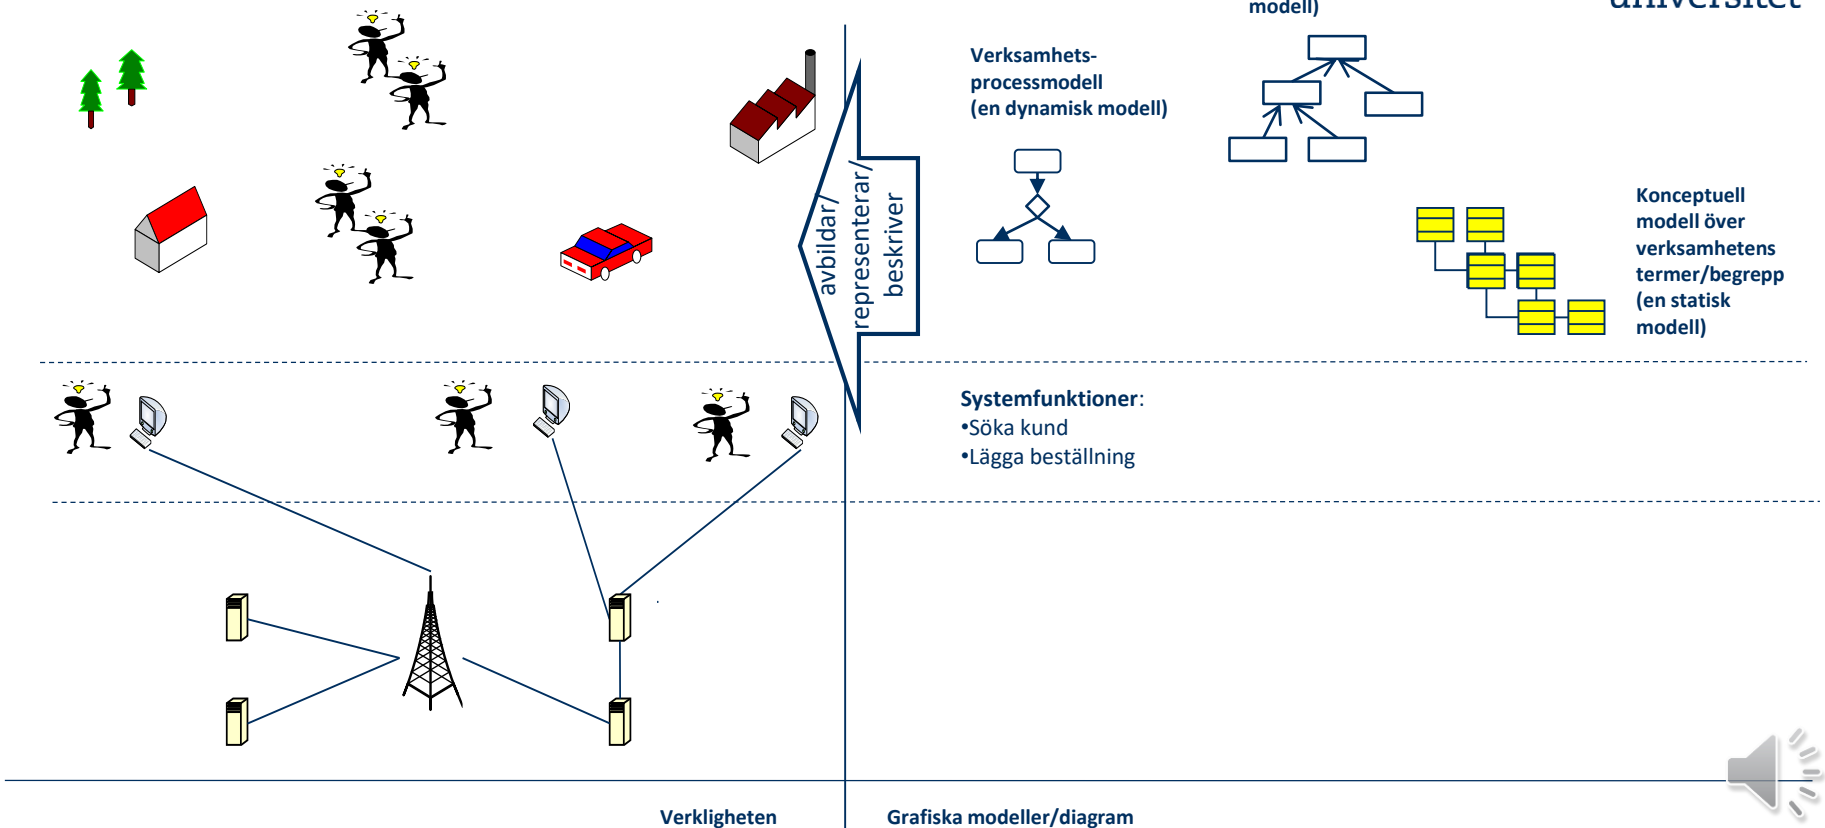 modell)
universitet
Verksamhets-
processmodell
(en dynamisk modell)
avbildar/
representerar/
beskriver
Konceptuell
modell över
verksamhetens
termer/begrepp
(en statisk
modell)
Systemfunktioner:
•Söka kund
•Lägga beställning
Verkligheten
Grafiska modeller/diagram